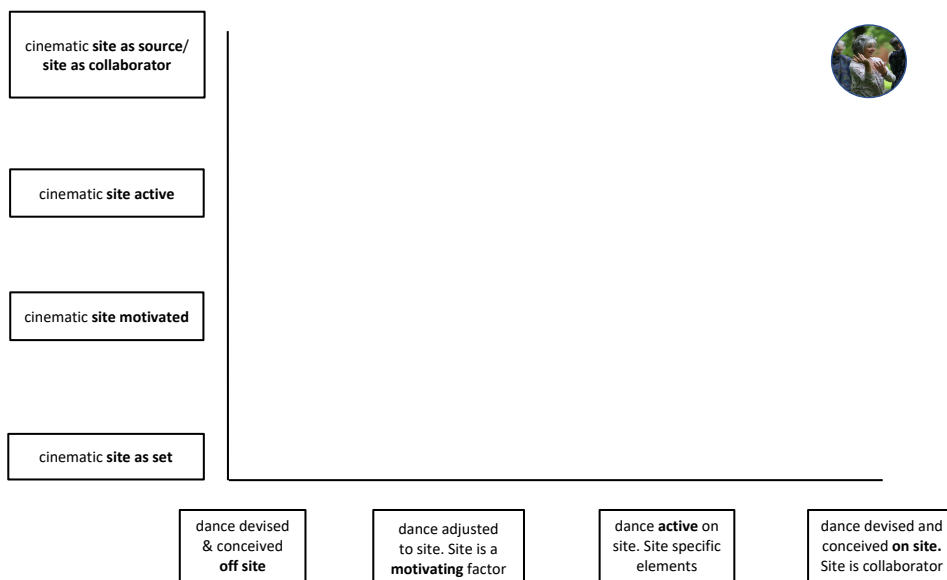 cinematic site as source/
site as collaborator
cinematic site active
cinematic site motivated
cinematic site as set
dance devised
& conceived
off site
dance adjusted
to site. Site is a
motivating factor
dance active on
site. Site specific
elements
dance devised and
conceived on site.
Site is collaborator